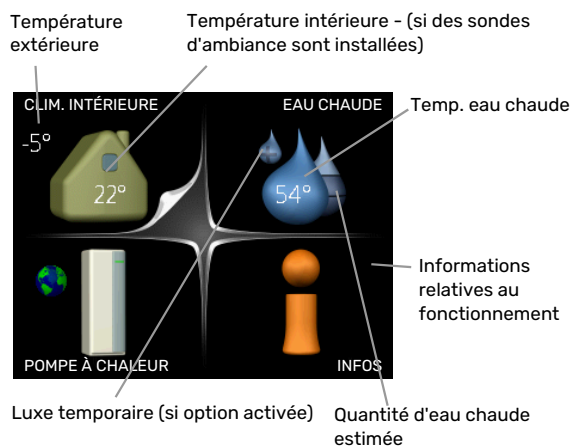 Température
extérieure
Température intérieure - (si des sondes
d'ambiance sont installées)
CLIM. INTÉRIEURE
EAU CHAUDE
Temp. eau chaude
-5°
22°
54°
Informations
relatives au
fonctionnement
POMPE À CHALEUR
INFOS
Luxe temporaire (si option activée)
Quantité d'eau chaude
estimée